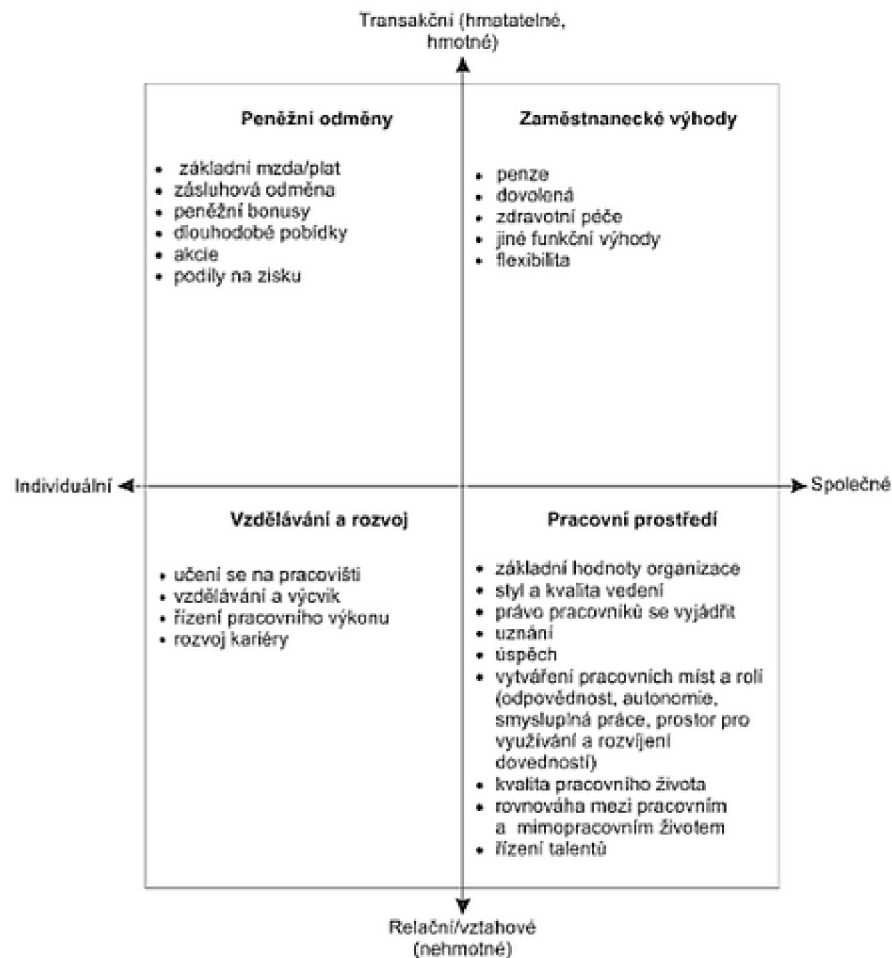 Transakční (hmatatelné,
hmotné)
Peněžní odměny
• základní mzda/plat
• zásluhová odměna
• peněžní bonusy
• dlouhodobé pobídky
• akcie
• podíly na zisku
Zaměstnanecké výhody
• penze
• dovolená
• zdravotní péče
• jiné funkční výhody
• flexibilita
Individuální
Společné
Vzdělávání a rozvoj
• učení se na pracovišti
• vzdělávání a výcvik
• řízení pracovního výkonu
• rozvoj kariéry
Pracovní prostředí
• základní hodnoty organizace
• styl a kvalita vedení
• právo pracovníků se vyjádřit
• uznání
• úspěch
• vytváření pracovních míst a rolí
(odpovědnost, autonomie,
smysluplná práce, prostor pro
využívání a rozvíjení
dovedností)
• kvalita pracovního života
• rovnováha mezi pracovním
a mimopracovním životem
• řízení talentů
Relační/vztahové
(nehmotné)